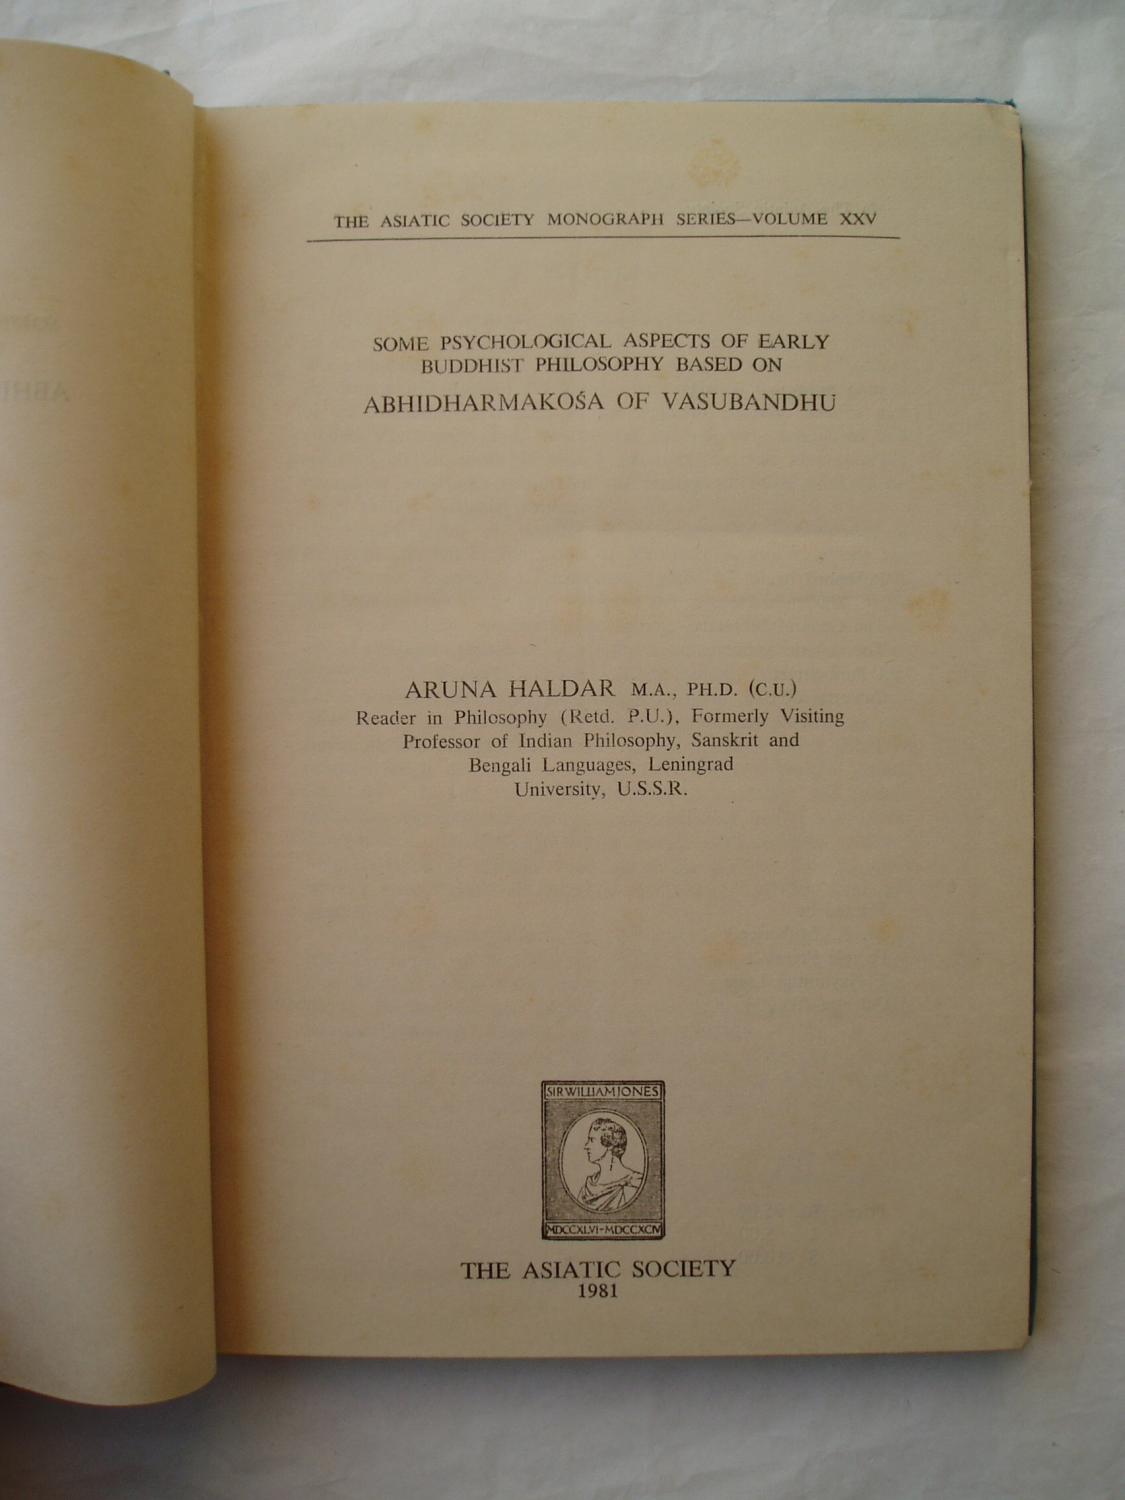 THE ASIATIC SOCIETY MONOGRAPH SERIES—VOLUME XXV
SOME PSYCHOLOGICAL ASPECTS OF EARLY
BUDDHIST PHILOSOPHY BASED ON
ABHIDHARMAKOŚA OF VASUBANDHU
ARUNA HALDAR M.A., PH.D. (C.U.)
Reader in Philosophy (Retd. P.U.), Formerly Visiting
Professor of Indian Philosophy, Sanskrit and
Bengali Languages, Leningrad
University, U.S.S.R.
SIR WILLIAM JONES
MDCCXLVI-MDCCXCIV
THE ASIATIC SOCIETY
1981